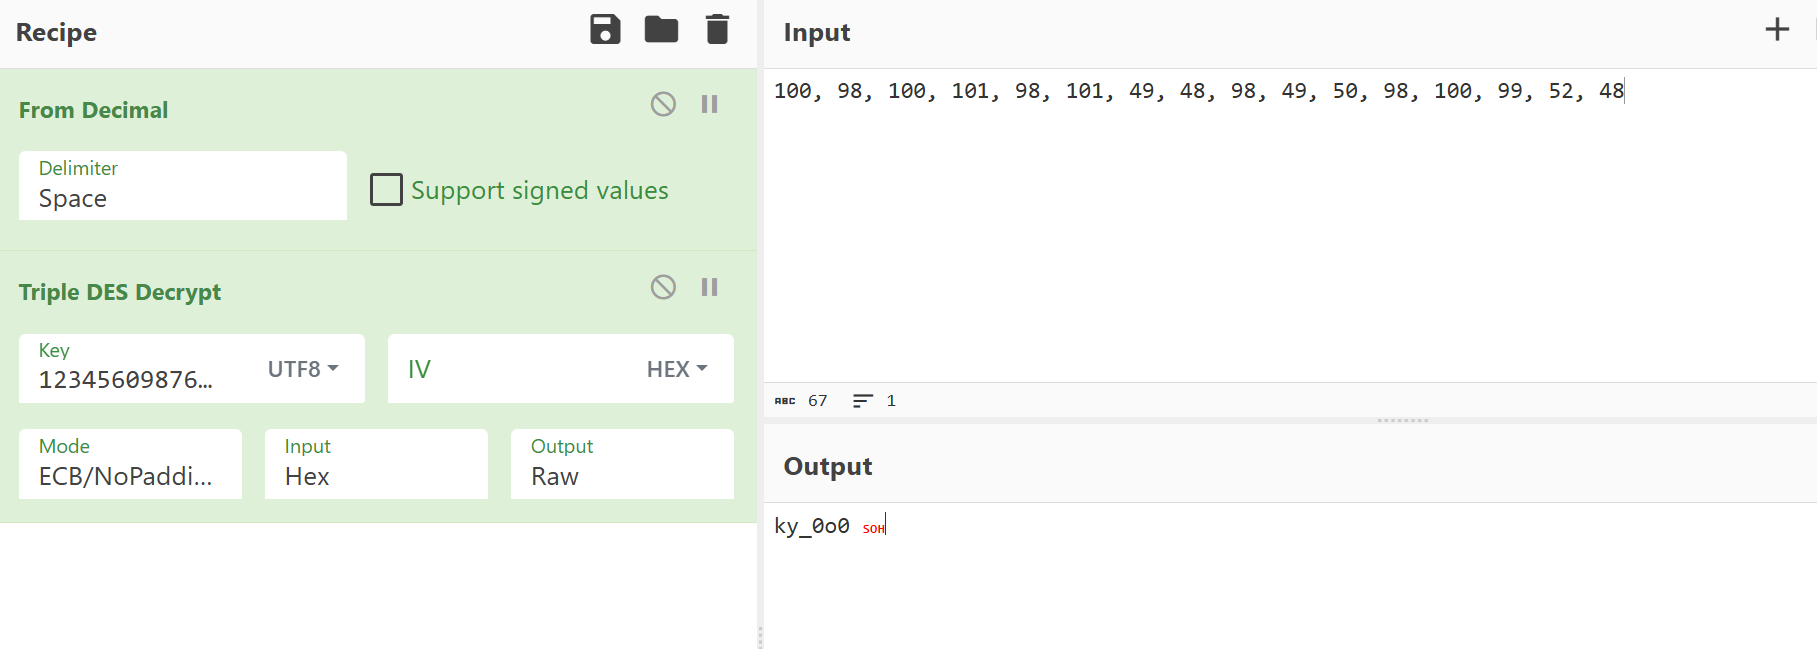 Recipe
From Decimal
Delimiter
Space
Support signed values
Triple DES Decrypt
Key
12345609876...
UTF8
IV
HEX
Mode
ECB/NoPaddi...
Input
Hex
Output
Raw
Input
100, 98, 100, 101, 98, 101, 49, 48, 98, 49, 50, 98, 100, 99, 52, 48
ABC 67 1
Output
ky_0o0 SOH